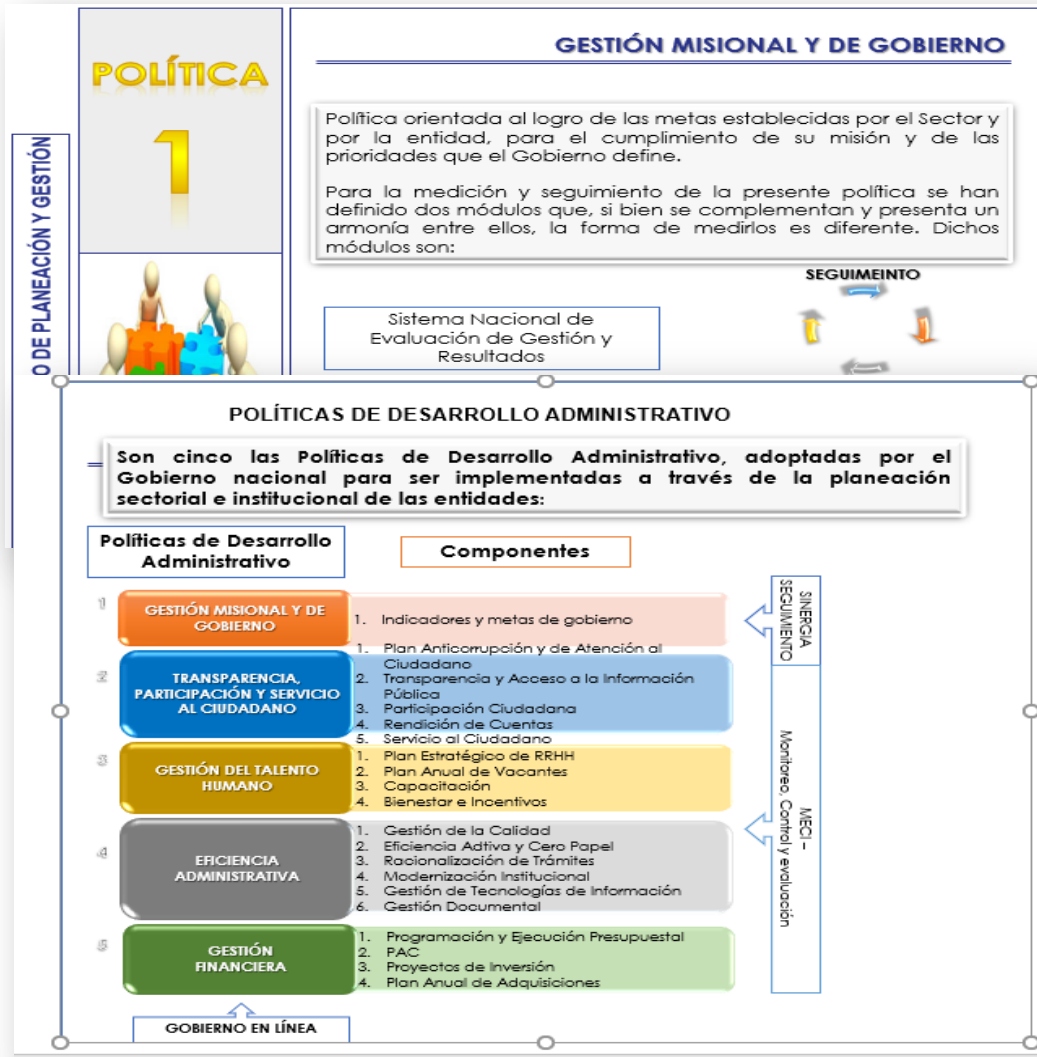 POLÍTICA
1
O DE PLANEACIÓN Y GESTIÓN
GESTIÓN MISIONAL Y DE GOBIERNO
Política orientada al logro de las metas establecidas por el Sector y
por la entidad, para el cumplimiento de su misión y de las
prioridades que el Gobierno define.
Para la medición y seguimiento de la presente política se han
definido dos módulos que, si bien se complementan y presenta un
armonía entre ellos, la forma de medirlos es diferente. Dichos
módulos son:
SEGUIMEINTO
Sistema Nacional de
Evaluación de Gestión y
Resultados
POLÍTICAS DE DESARROLLO ADMINISTRATIVO
Son cinco las Políticas de Desarrollo Administrativo, adoptadas por el
Gobierno nacional para ser implementadas a través de la planeación
sectorial e institucional de las entidades:
Políticas de Desarrollo
Administrativo
Componentes
1
GESTIÓN MISIONAL Y DE
GOBIERNO
1. Indicadores y metas de gobierno
2
TRANSPARENCIA,
PARTICIPACIÓN Y SERVICIO
AL CIUDADANO
1. Plan Anticorrupción y de Atención al
Ciudadano
2. Transparencia y Acceso a la Información
Pública
3. Participación Ciudadana
4. Rendición de Cuentas
5. Servicio al Ciudadano
3
GESTIÓN DEL TALENTO
HUMANO
1. Plan Estratégico de RRHH
2. Plan Anual de Vacantes
3. Capacitación
4. Bienestar e Incentivos
4
EFICIENCIA
ADMINISTRATIVA
1. Gestión de la Calidad
2. Eficiencia Adtiva y Cero Papel
3. Racionalización de Trámites
4. Modernización Institucional
5. Gestión de Tecnologías de Información
6. Gestión Documental
5
GESTIÓN
FINANCIERA
1. Programación y Ejecución Presupuestal
2. PAC
3. Proyectos de Inversión
4. Plan Anual de Adquisiciones
SINERGIA
SEGUIMIENTO
MECI –
Monitoreo, Control y evaluación
GOBIERNO EN LÍNEA